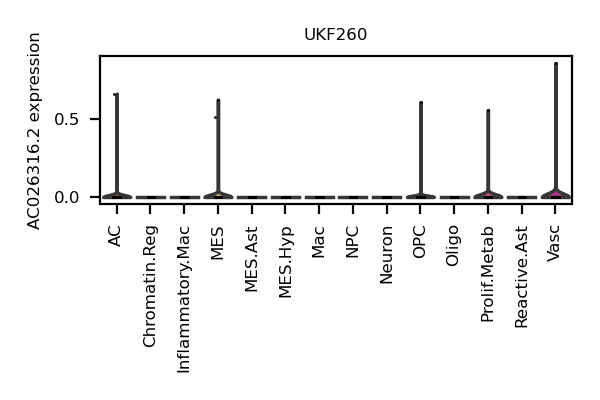 UKF260
AC026316.2 expression
0.5
0.0
AC
Chromatin.Reg
Inflammatory.Mac
MES
MES.Ast
MES.Hyp
Mac
NPC
Neuron
OPC
Oligo
Prolif.Metab
Reactive.Ast
Vasc